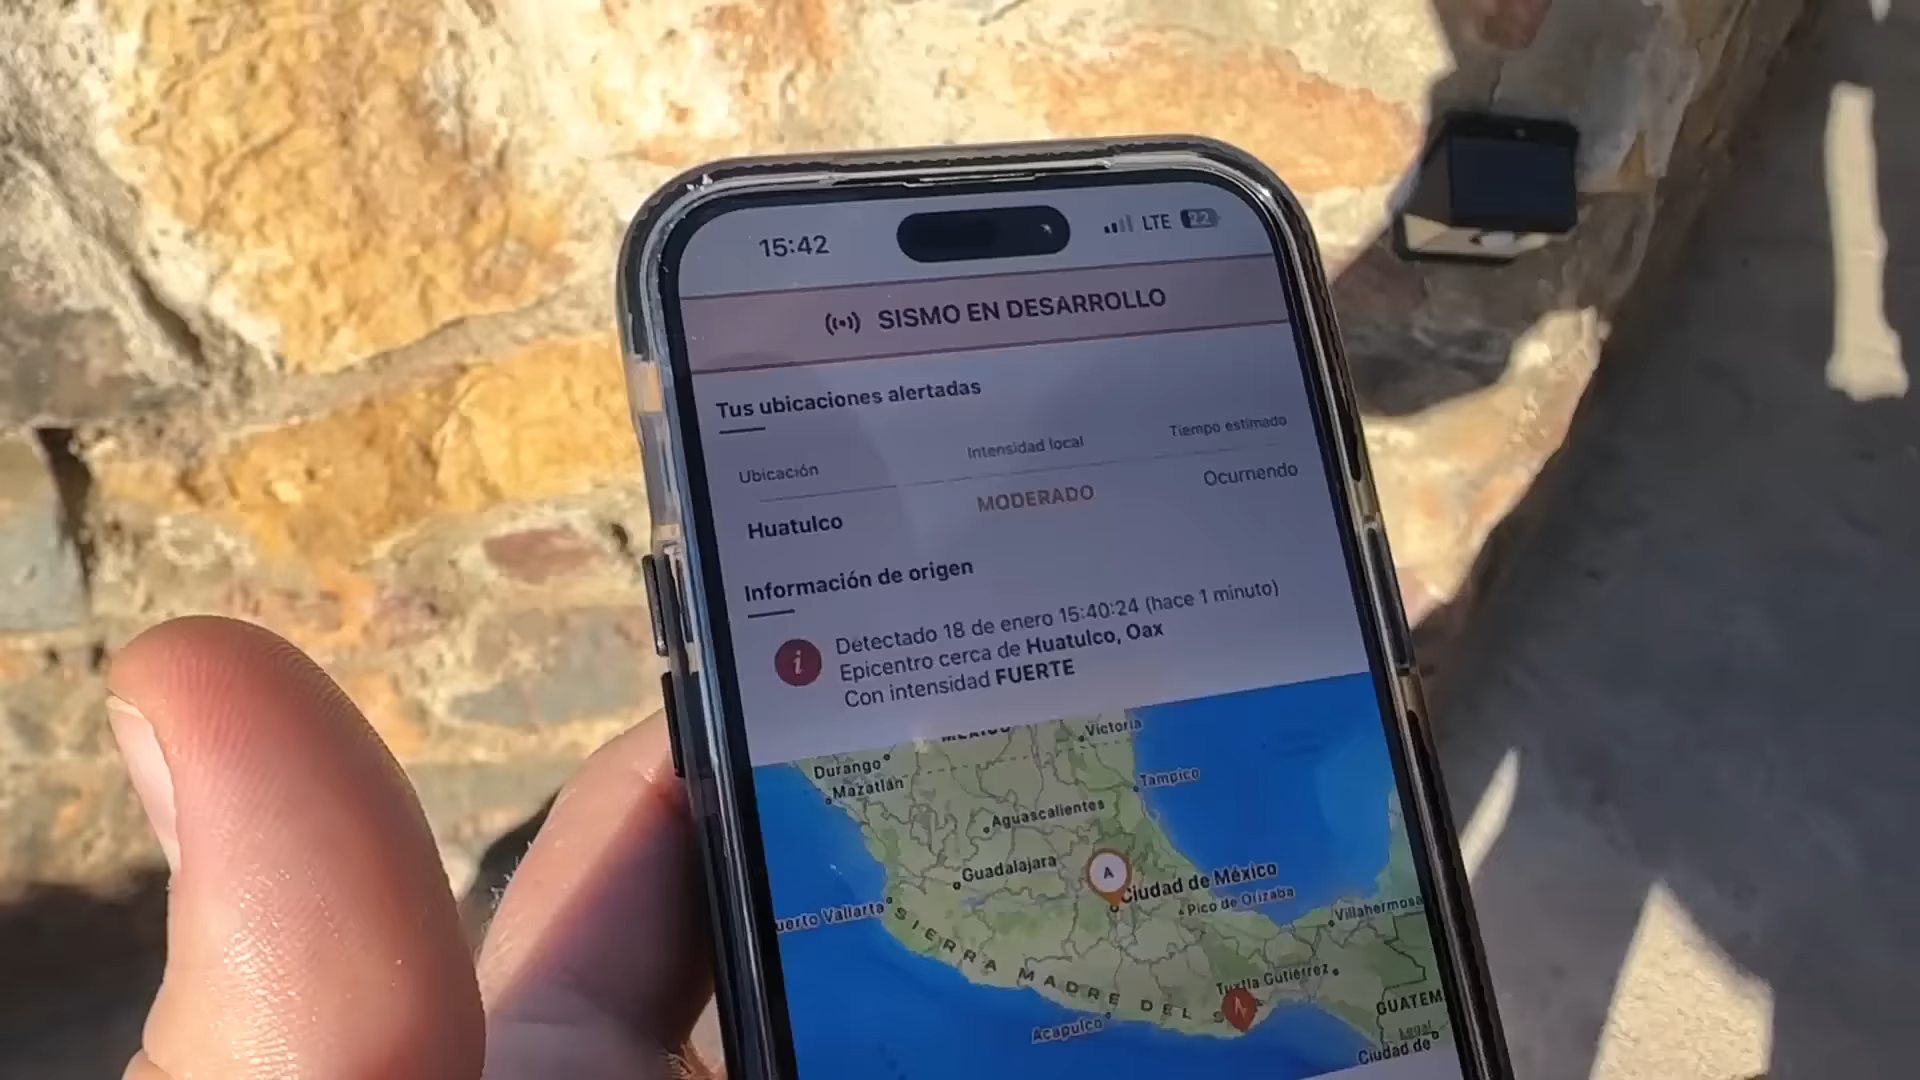 15:42 LTE 22
SISMO EN DESARROLLO
Tus ubicaciones alertadas
Ubicación Intensidad local Tiempo estimado
Huatulco MODERADO Ocurriendo
Información de origen
Detectado 18 de enero 15:40:24 (hace 1 minuto)
Epicentro cerca de Huatulco, Oax
Con intensidad FUERTE
Victoria
Durango
Mazatlán
Tampico
Aguascalientes
Guadalajara
A
Ciudad de México
Pico de Orizaba
uerto Vallarta
Villahermosa
SIERRA MADRE DEL S
Tuxtla Gutiérrez
Acapulco
GUATEM
Legal
Ciudad de